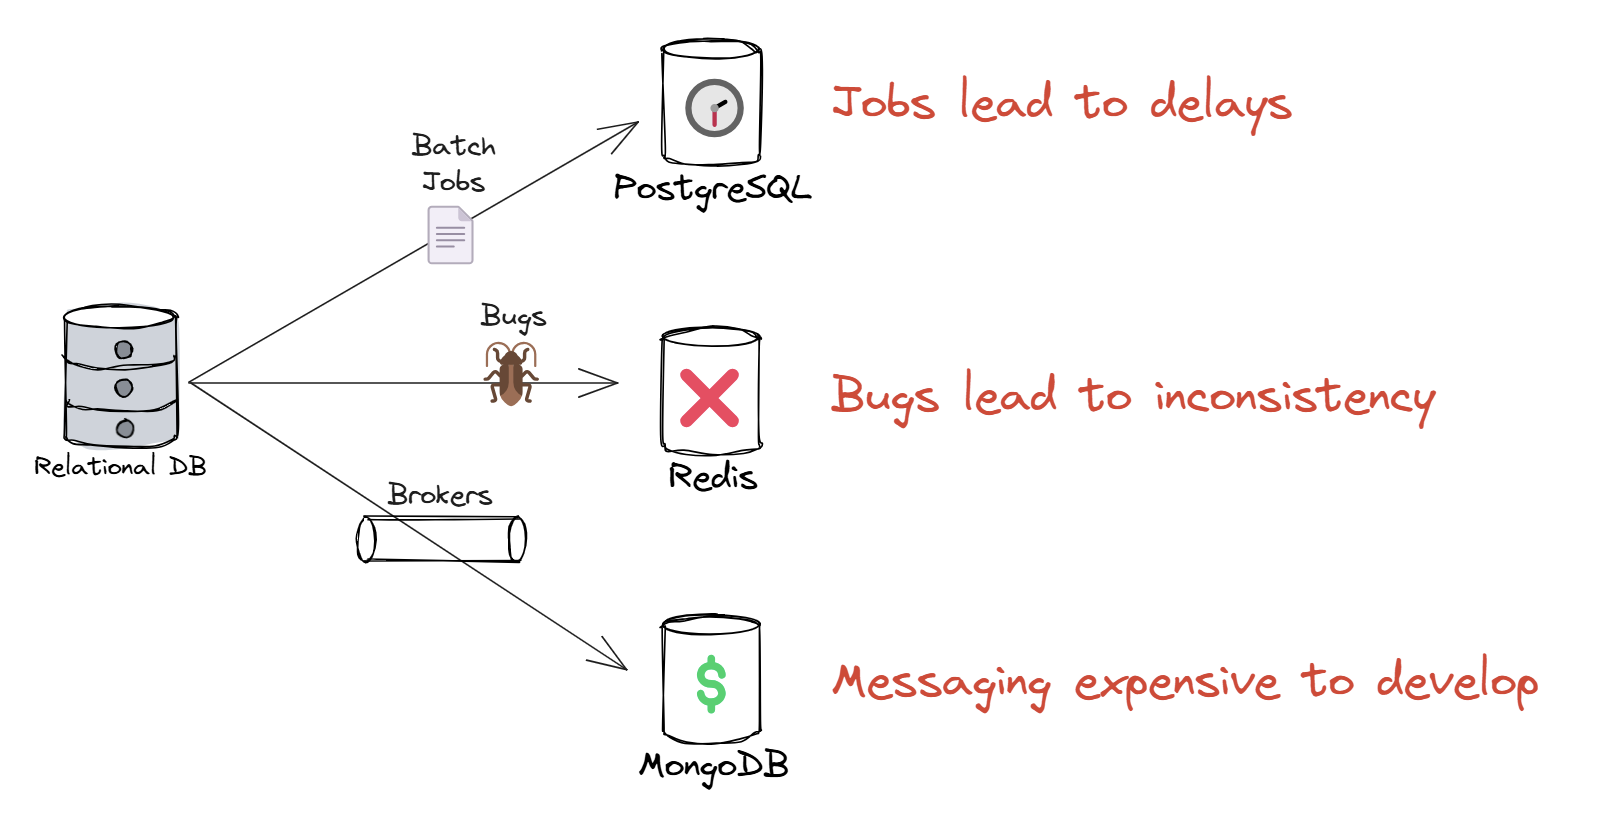 Jobs lead to delays
Batch
Jobs
PostgreSQL
Bugs
Bugs lead to inconsistency
Relational DB
Redis
Brokers
Messaging expensive to develop
MongoDB